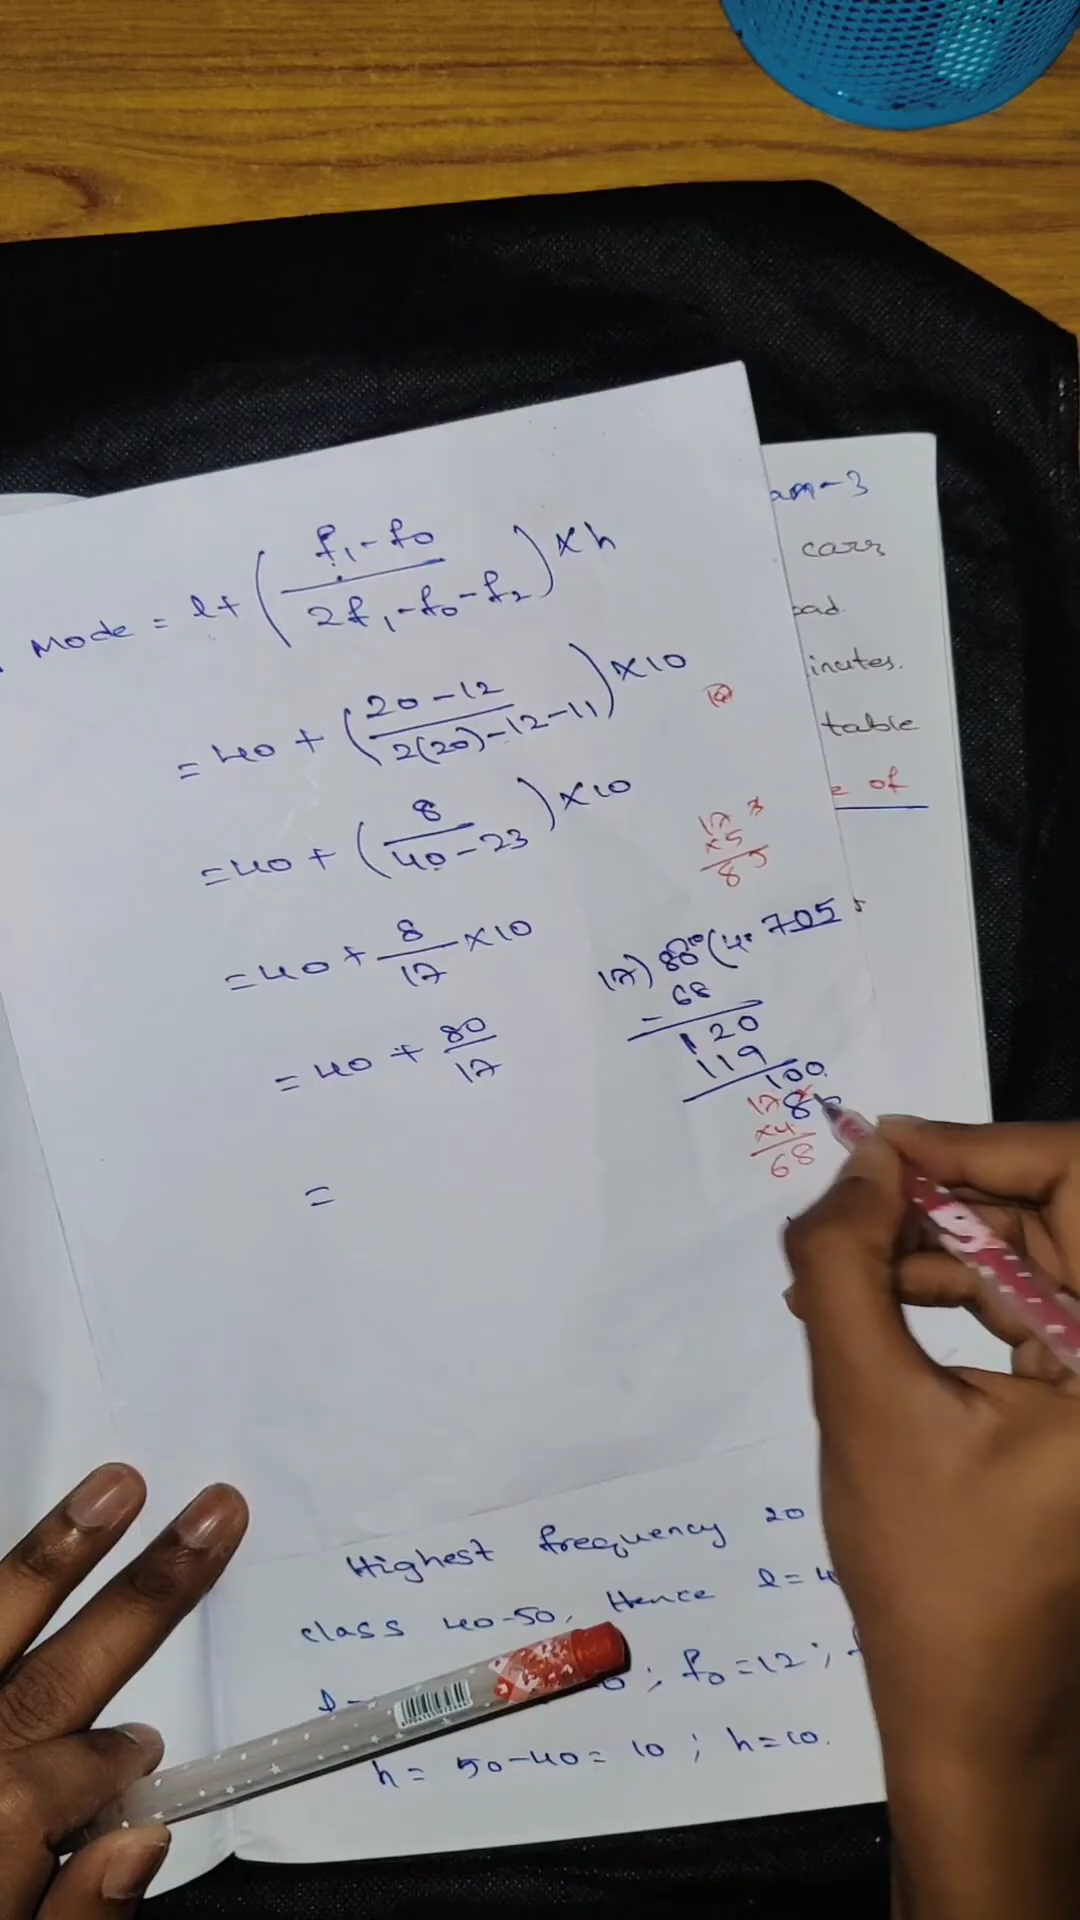 Mode = l + ( f₁ - f₀ / 2f₁ - f₀ - f₂ ) × h
= 40 + ( 20 - 12 / 2(20) - 12 - 11 ) × 10
= 40 + ( 8 / 40 - 23 ) × 10
= 40 + 8/17 × 10
= 40 + 80/17
=
17
×5
85
17) 80 (4.705
- 68
120
119
100
8
17
×4
68
cars
inutes.
table
of
Highest frequency 20
class 40-50, Hence l =
; f₀ = 12 ;
h = 50-40 = 10 ; h = 10.